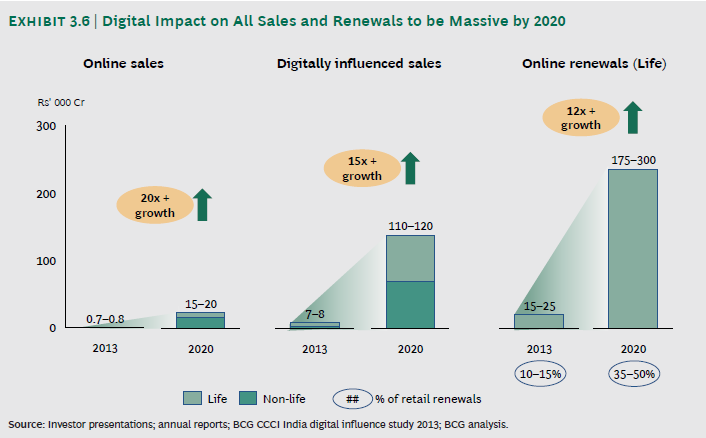 EXHIBIT 3.6 | Digital Impact on All Sales and Renewals to be Massive by 2020
Online sales
Digitally influenced sales
Online renewals (Life)
Rs' 000 Cr
300
200
100
0
20x +
growth
0.7–0.8
15–20
2013
2020
15x +
growth
7–8
110–120
2013
2020
12x +
growth
15–25
175–300
2013
2020
10–15%
35–50%
Life
Non-life
## % of retail renewals
Source: Investor presentations; annual reports; BCG CCCI India digital influence study 2013; BCG analysis.